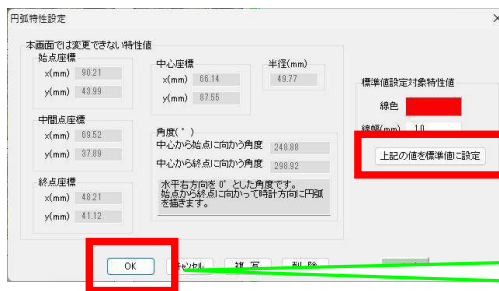 円弧特性設定
本画面では変更できない特性値
始点座標
x(mm) 90.21
y(mm) 43.99
中間点座標
x(mm) 69.52
y(mm) 37.89
終点座標
x(mm) 48.21
y(mm) 41.12
中心座標
x(mm) 66.14
y(mm) 87.55
半径(mm)
49.77
角度(°)
中心から始点に向かう角度 248.88
中心から終点に向かう角度 298.92
水平右方向を 0°とした角度です。
始点から終点に向かって時計方向に円弧
を描きます。
標準値設定対象特性値
線色
線幅(mm) 1.0
上記の値を標準値に設定
OK
キャンセル
複 写
削 除